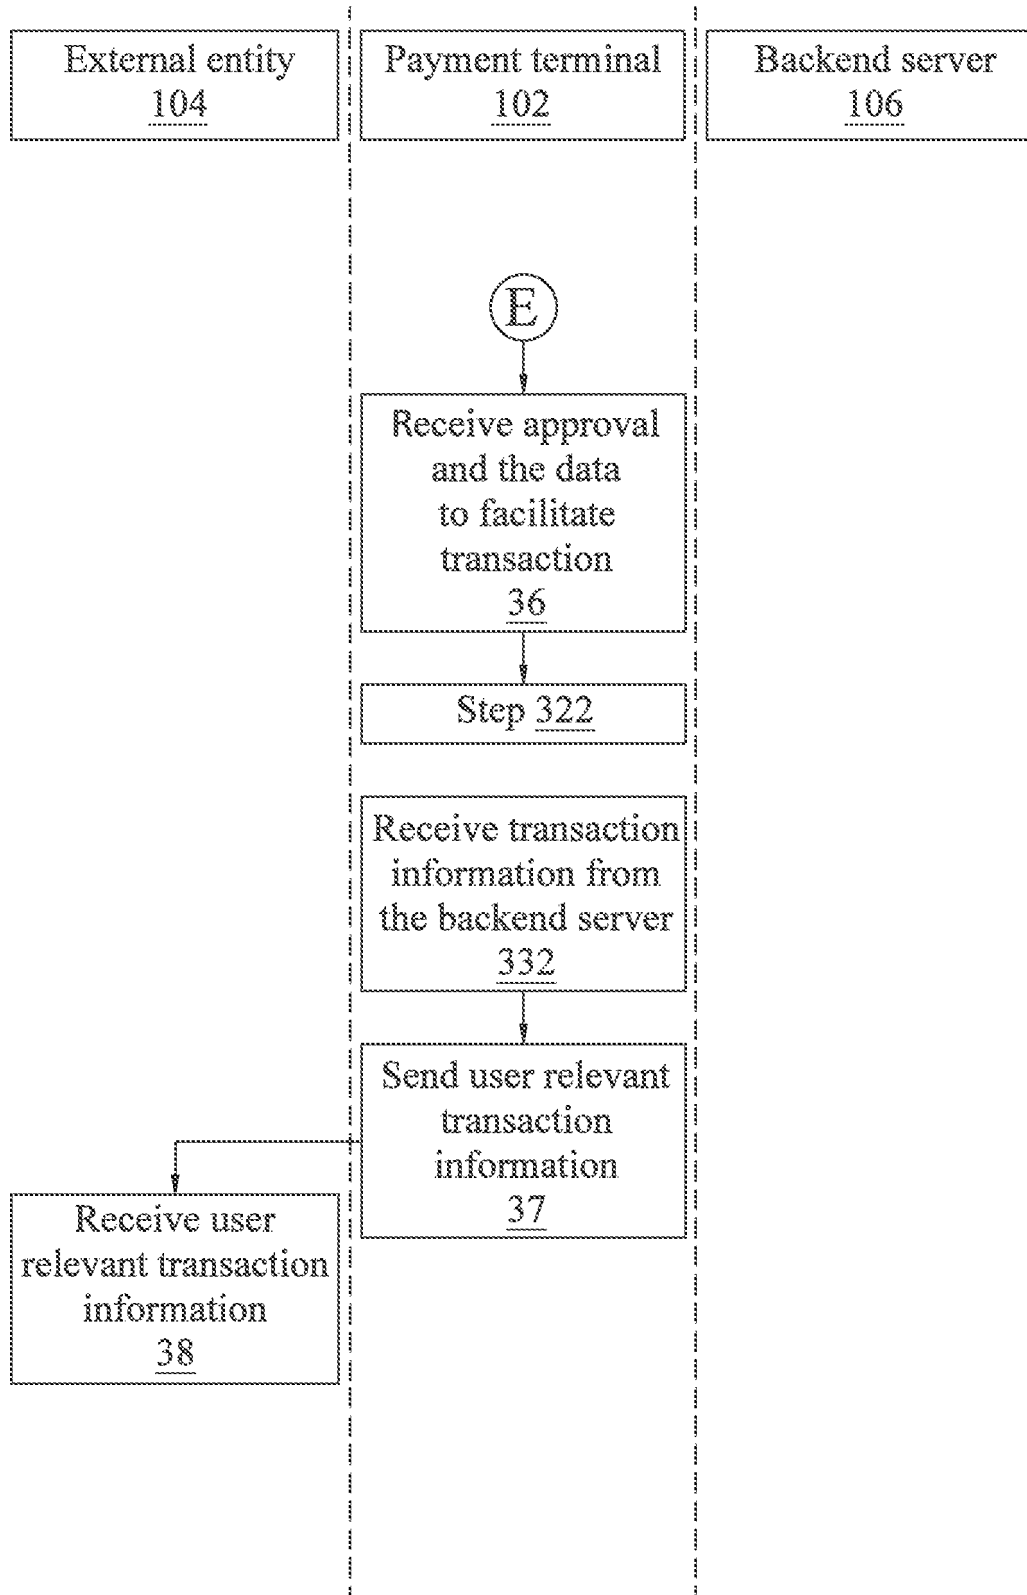 External entity
104
Payment terminal
102
Backend server
106
E
Receive approval
and the data
to facilitate
transaction
36
Step 322
Receive transaction
information from
the backend server
332
Send user relevant
transaction
information
37
Receive user
relevant transaction
information
38